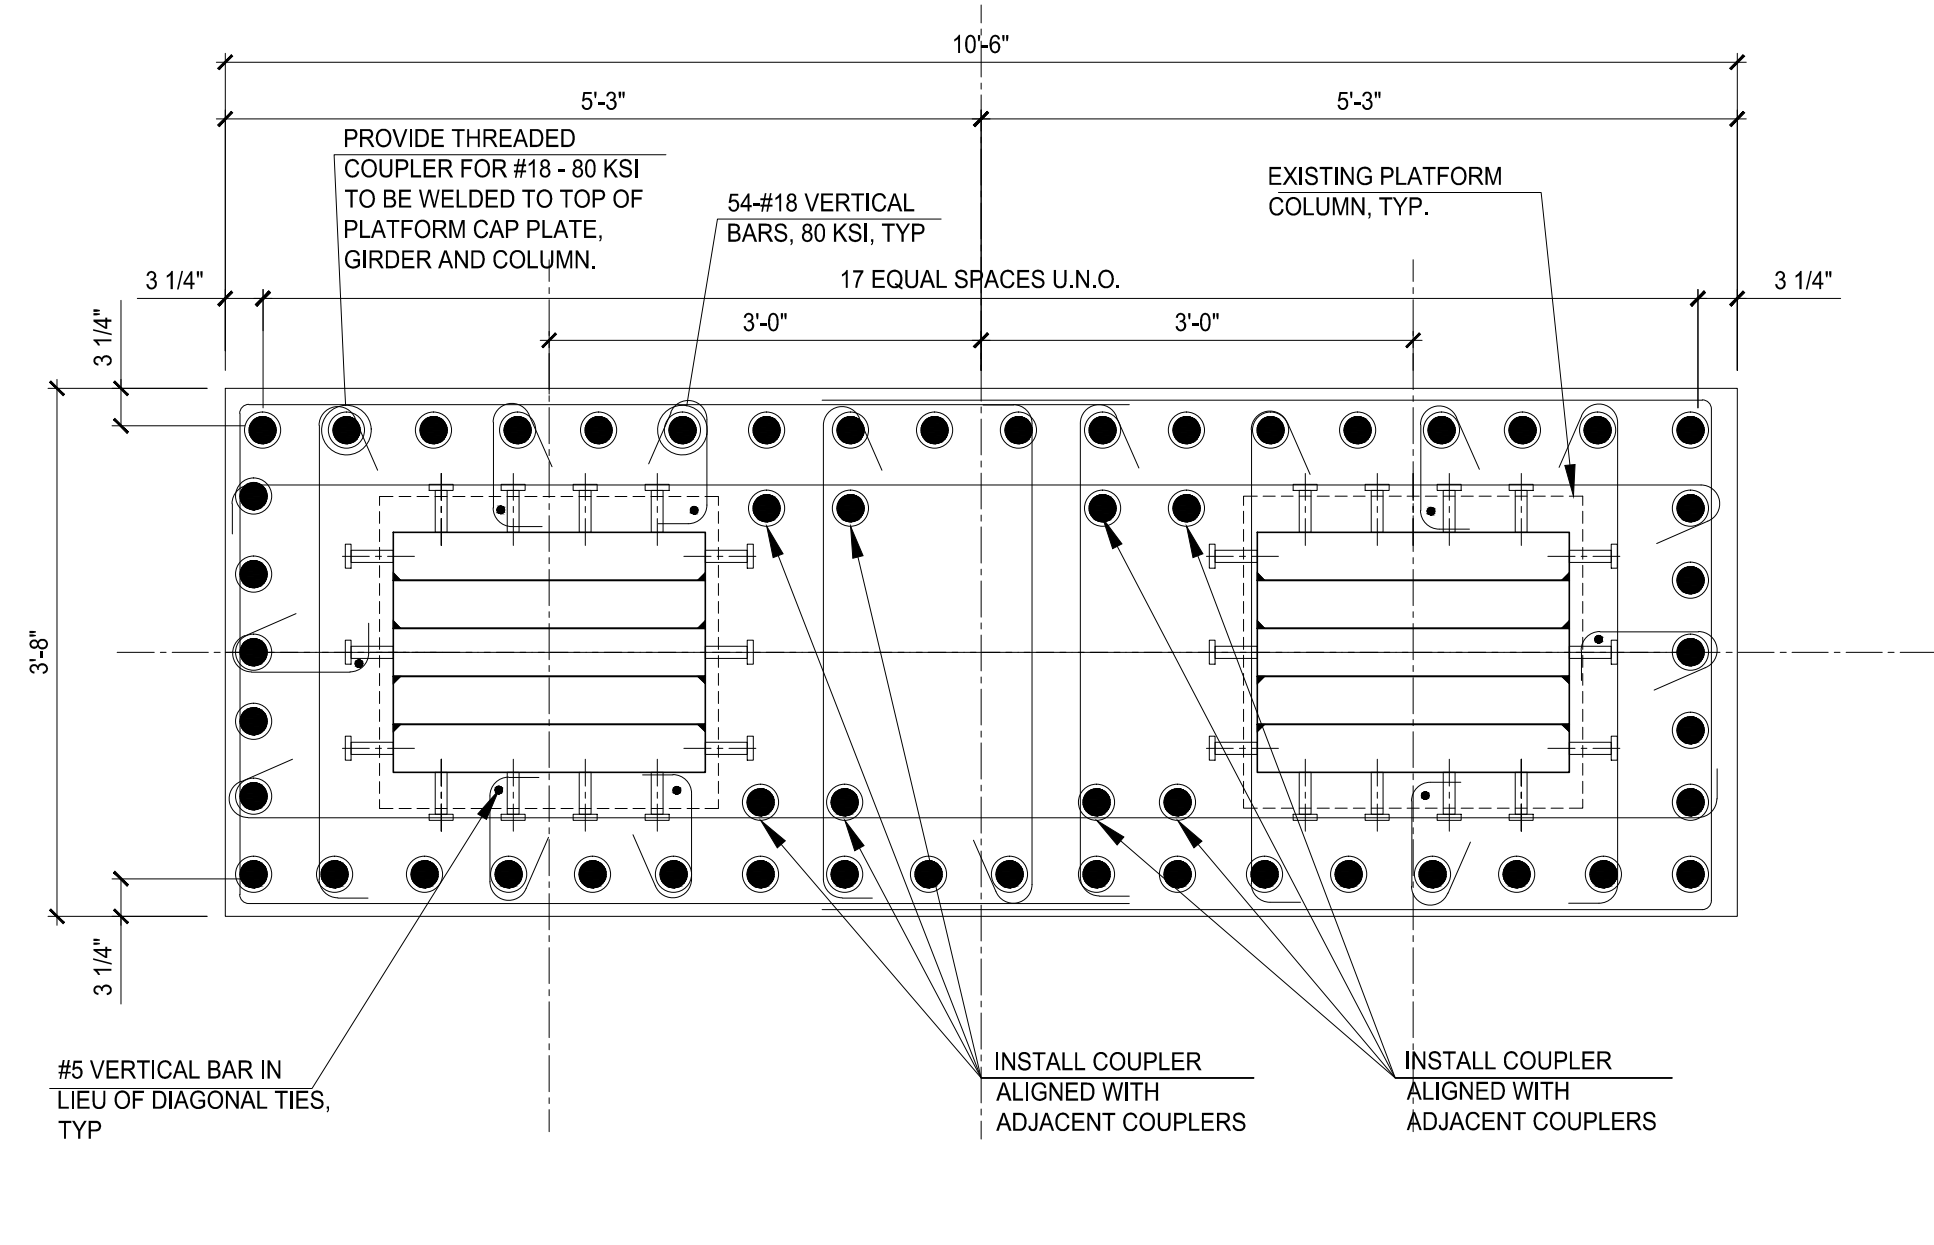 10'-6"
5'-3"
5'-3"
PROVIDE THREADED
COUPLER FOR #18 - 80 KSI
TO BE WELDED TO TOP OF
PLATFORM CAP PLATE,
GIRDER AND COLUMN.
54-#18 VERTICAL
BARS, 80 KSI, TYP
EXISTING PLATFORM
COLUMN, TYP.
3 1/4"
17 EQUAL SPACES U.N.O.
3 1/4"
3 1/4"
3'-0"
3'-0"
3'-8"
3 1/4"
#5 VERTICAL BAR IN
LIEU OF DIAGONAL TIES,
TYP
INSTALL COUPLER
ALIGNED WITH
ADJACENT COUPLERS
INSTALL COUPLER
ALIGNED WITH
ADJACENT COUPLERS